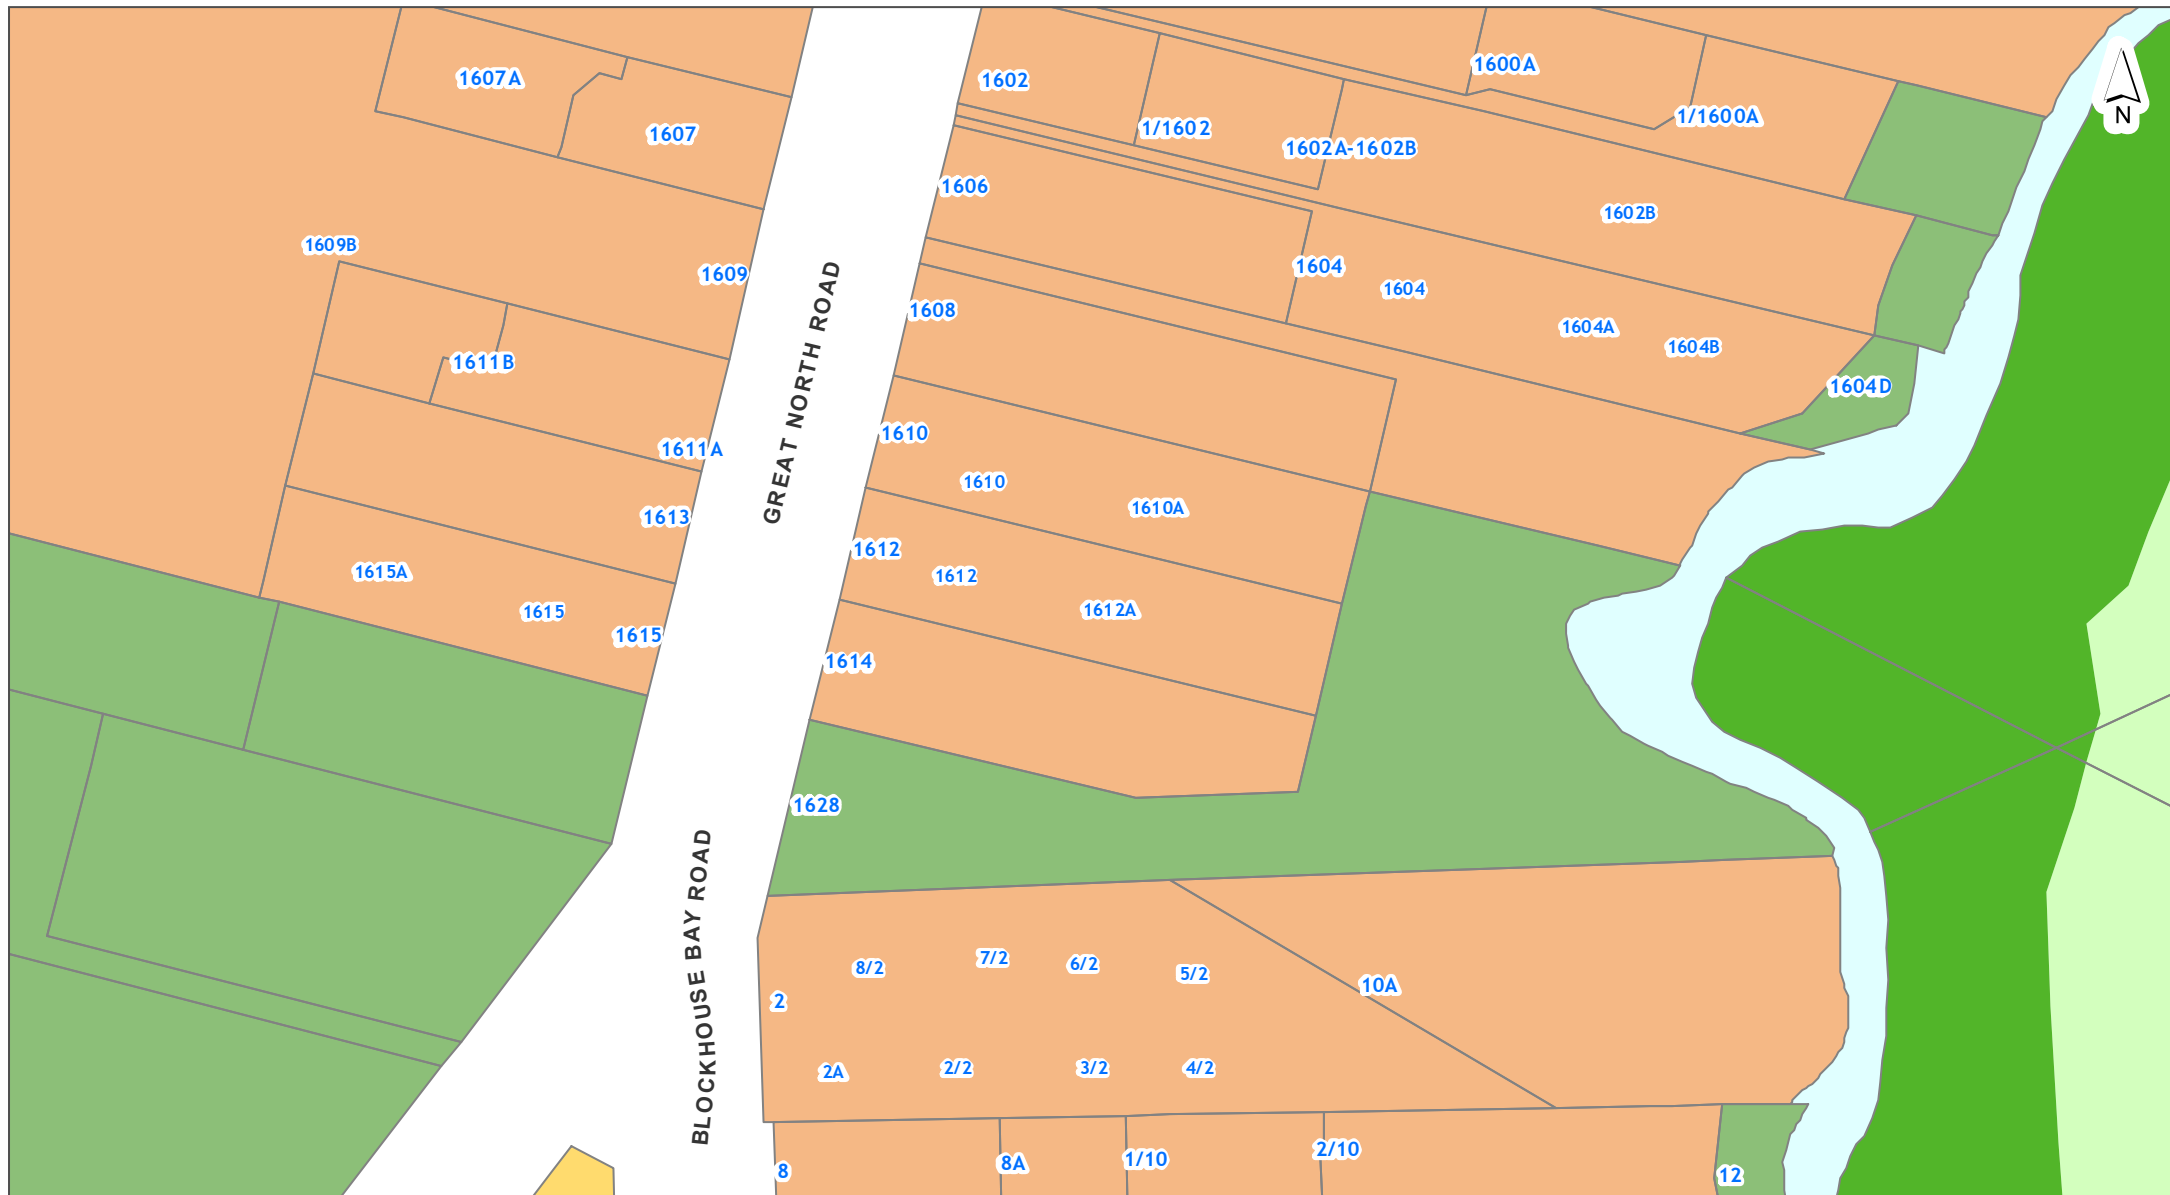 1600A
1607A
1602
N
1/1600A
1/1602
1607
1602A-1602B
1606
1602B
1609B
1604
1609
1604
1608
1604A
1604B
1611B
1604D
GREAT NORTH ROAD
1610
1611A
1610
1610A
1613
1612
1615A
1612
1612A
1615
1615
1614
1628
BLOCKHOUSE BAY ROAD
7/2
6/2
8/2
5/2
10A
2
2A
2/2
3/2
4/2
2/10
1/10
8A
8
12